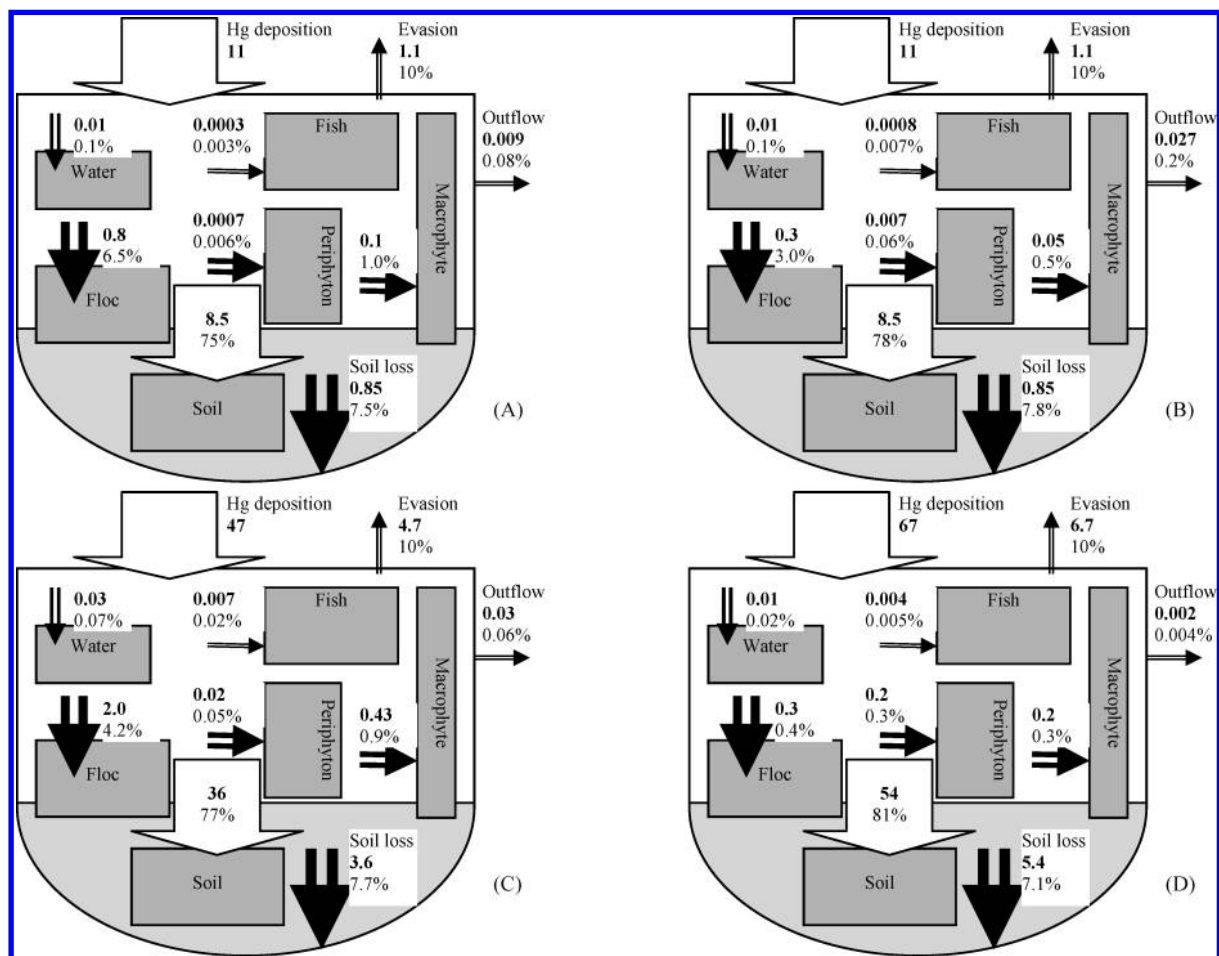 Hg deposition
11
Evasion
1.1
10%
Outflow
0.009
0.08%
0.01
0.1%
Water
0.0003
0.003%
Fish
Macrophyte
0.8
6.5%
Floc
0.0007
0.006%
Periphyton
0.1
1.0%
8.5
75%
Soil
Soil loss
0.85
7.5%
(A)
Hg deposition
11
Evasion
1.1
10%
Outflow
0.027
0.2%
0.01
0.1%
Water
0.0008
0.007%
Fish
Macrophyte
0.3
3.0%
Floc
0.007
0.06%
Periphyton
0.05
0.5%
8.5
78%
Soil
Soil loss
0.85
7.8%
(B)
Hg deposition
47
Evasion
4.7
10%
Outflow
0.03
0.06%
0.03
0.07%
Water
0.007
0.02%
Fish
Macrophyte
2.0
4.2%
Floc
0.02
0.05%
Periphyton
0.43
0.9%
36
77%
Soil
Soil loss
3.6
7.7%
(C)
Hg deposition
67
Evasion
6.7
10%
Outflow
0.002
0.004%
0.01
0.02%
Water
0.004
0.005%
Fish
Macrophyte
0.3
0.4%
Floc
0.2
0.3%
Periphyton
0.2
0.3%
54
81%
Soil
Soil loss
5.4
7.1%
(D)